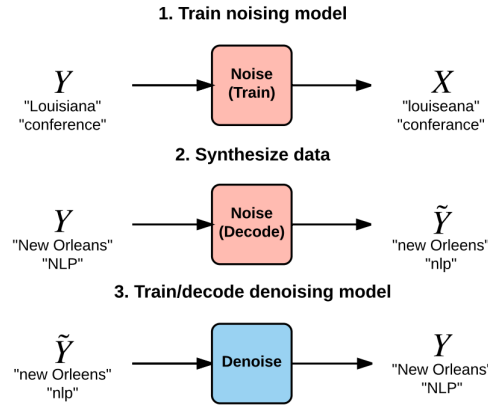 1. Train noising model
Y
"Louisiana"
"conference"
Noise
(Train)
X
"louiseana"
"conferance"
2. Synthesize data
Y
"New Orleans"
"NLP"
Noise
(Decode)
Ỹ
"new Orleens"
"nlp"
3. Train/decode denoising model
Ỹ
"new Orleens"
"nlp"
Denoise
Y
"New Orleans"
"NLP"